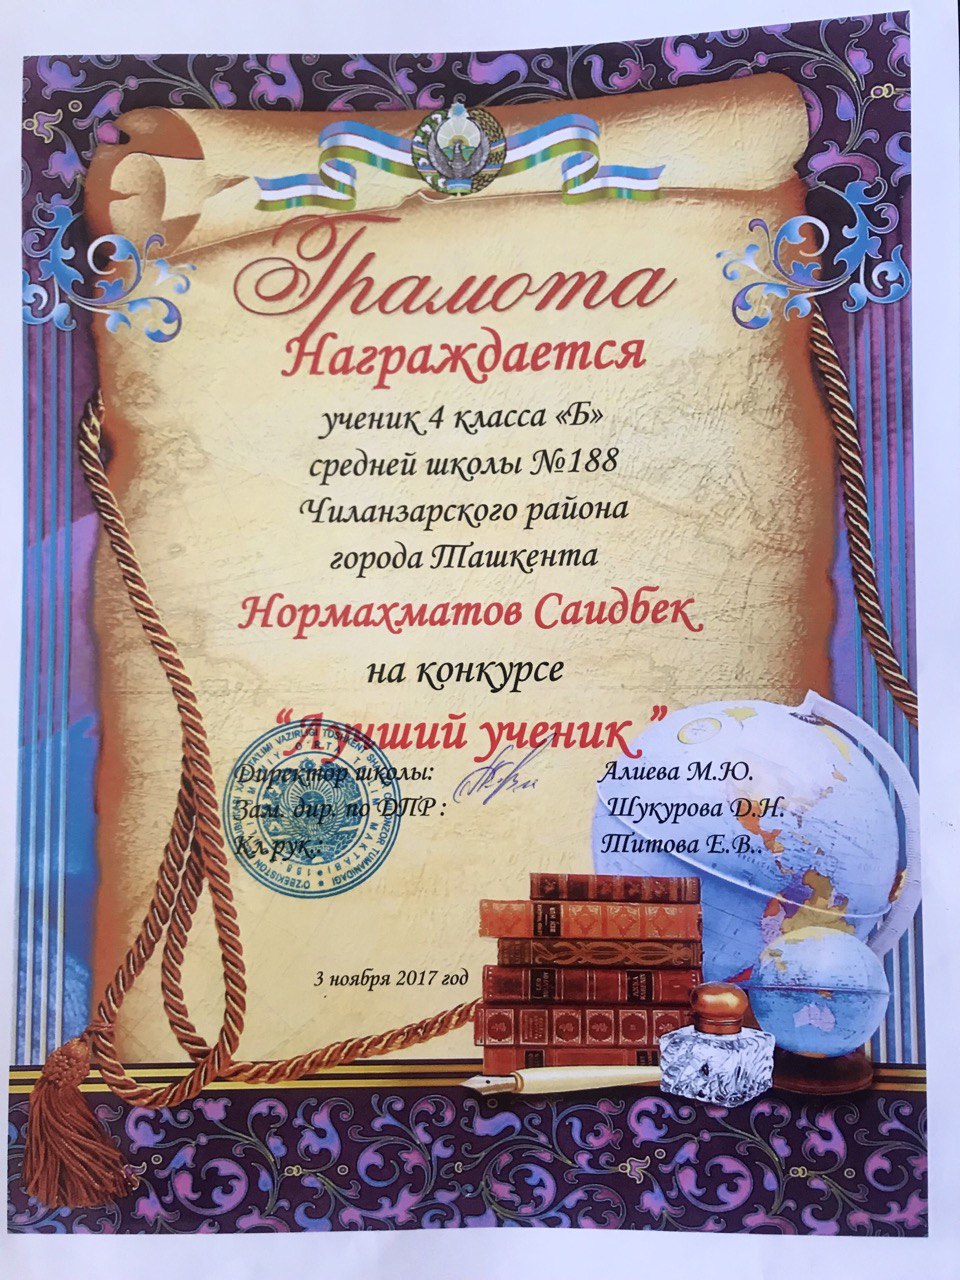 Грамота
Награждается
ученик 4 класса «Б»
средней школы №188
Чиланзарского района
города Ташкента
Нормахматов Саидбек
на конкурсе
“Лучший ученик ”
Директор школы: Алиева М.Ю.
Зам. дир. по ДПР : Шукурова Д.Н.
Кл.рук. Титова Е.В..
3 ноября 2017 год